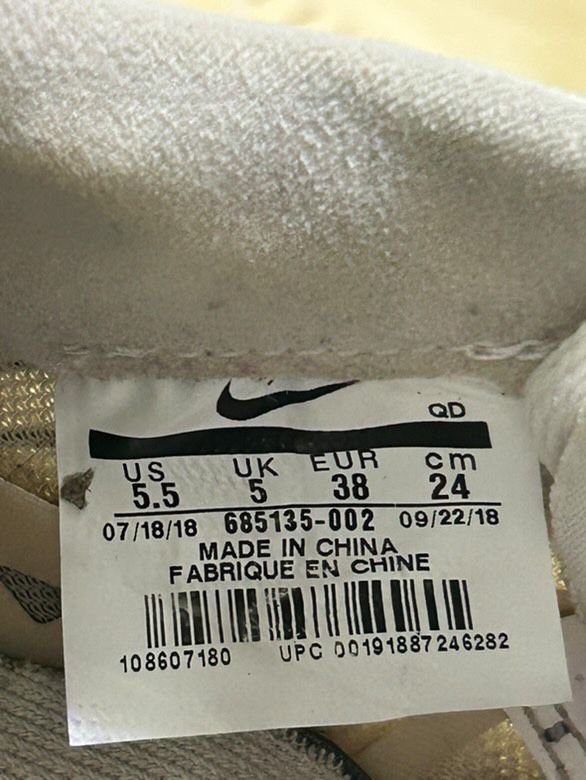 QD
US UK EUR cm
5.5 5 38 24
07/18/18 685135-002 09/22/18
MADE IN CHINA
FABRIQUE EN CHINE
108607180 UPC 00191887246282